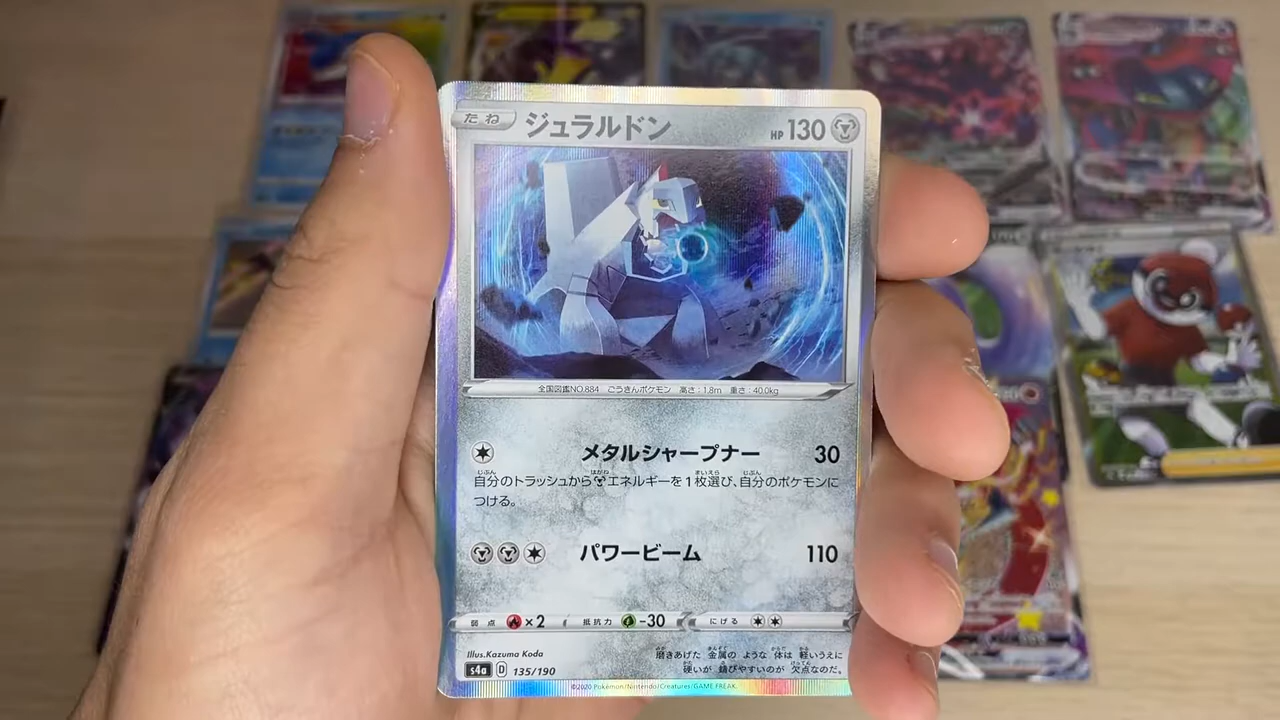 たね ジュラルドン HP 130
全国図鑑NO.884 ごうきんポケモン 高さ:1.8m 重さ:40.0kg
メタルシャープナー 30
自分のトラッシュからエネルギーを1枚選び、自分のポケモンに
つける。
パワービーム 110
弱点 ×2 抵抗力 -30 にげる
Illus.Kazuma Koda
磨きあげた 金属の ような 体は 軽いうえに
硬いが 錆びやすいのが 欠点なのだ。
s4a D 135/190
©2020 Pokémon/Nintendo/Creatures/GAME FREAK.